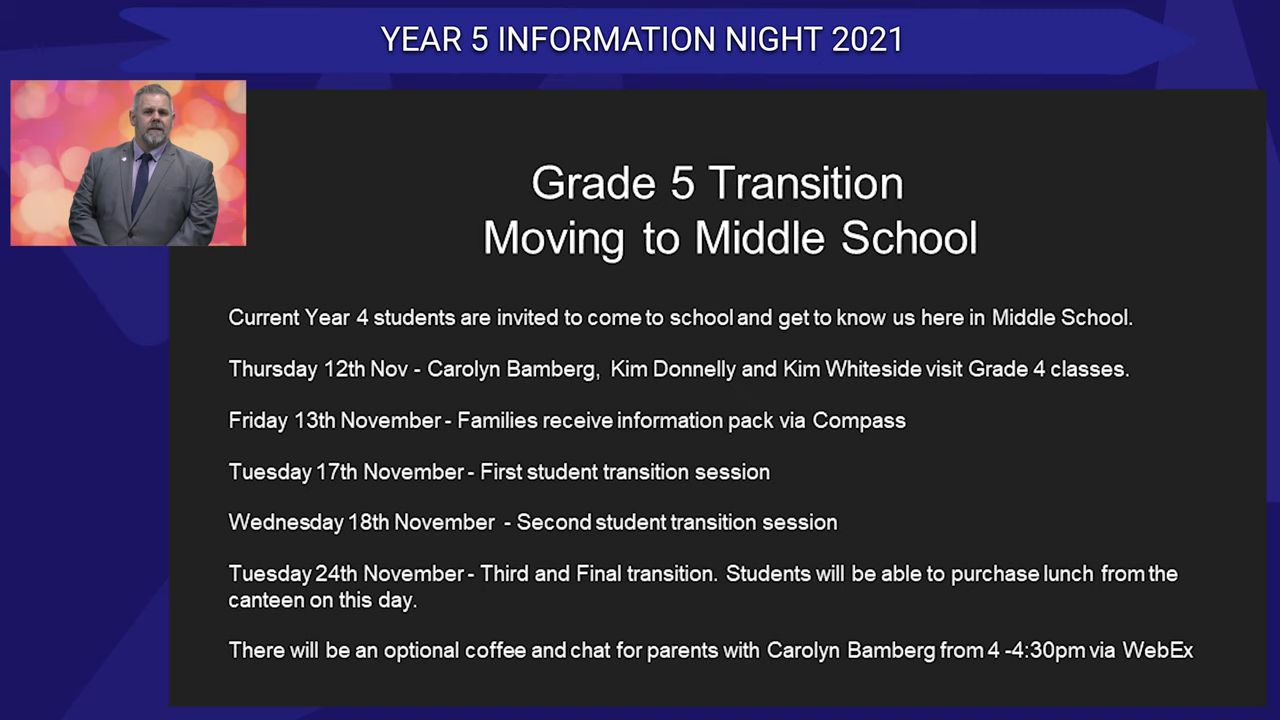 YEAR 5 INFORMATION NIGHT 2021
Grade 5 Transition
Moving to Middle School
Current Year 4 students are invited to come to school and get to know us here in Middle School.
Thursday 12th Nov - Carolyn Bamberg, Kim Donnelly and Kim Whiteside visit Grade 4 classes.
Friday 13th November - Families receive information pack via Compass
Tuesday 17th November - First student transition session
Wednesday 18th November - Second student transition session
Tuesday 24th November - Third and Final transition. Students will be able to purchase lunch from the
canteen on this day.
There will be an optional coffee and chat for parents with Carolyn Bamberg from 4 -4:30pm via WebEx